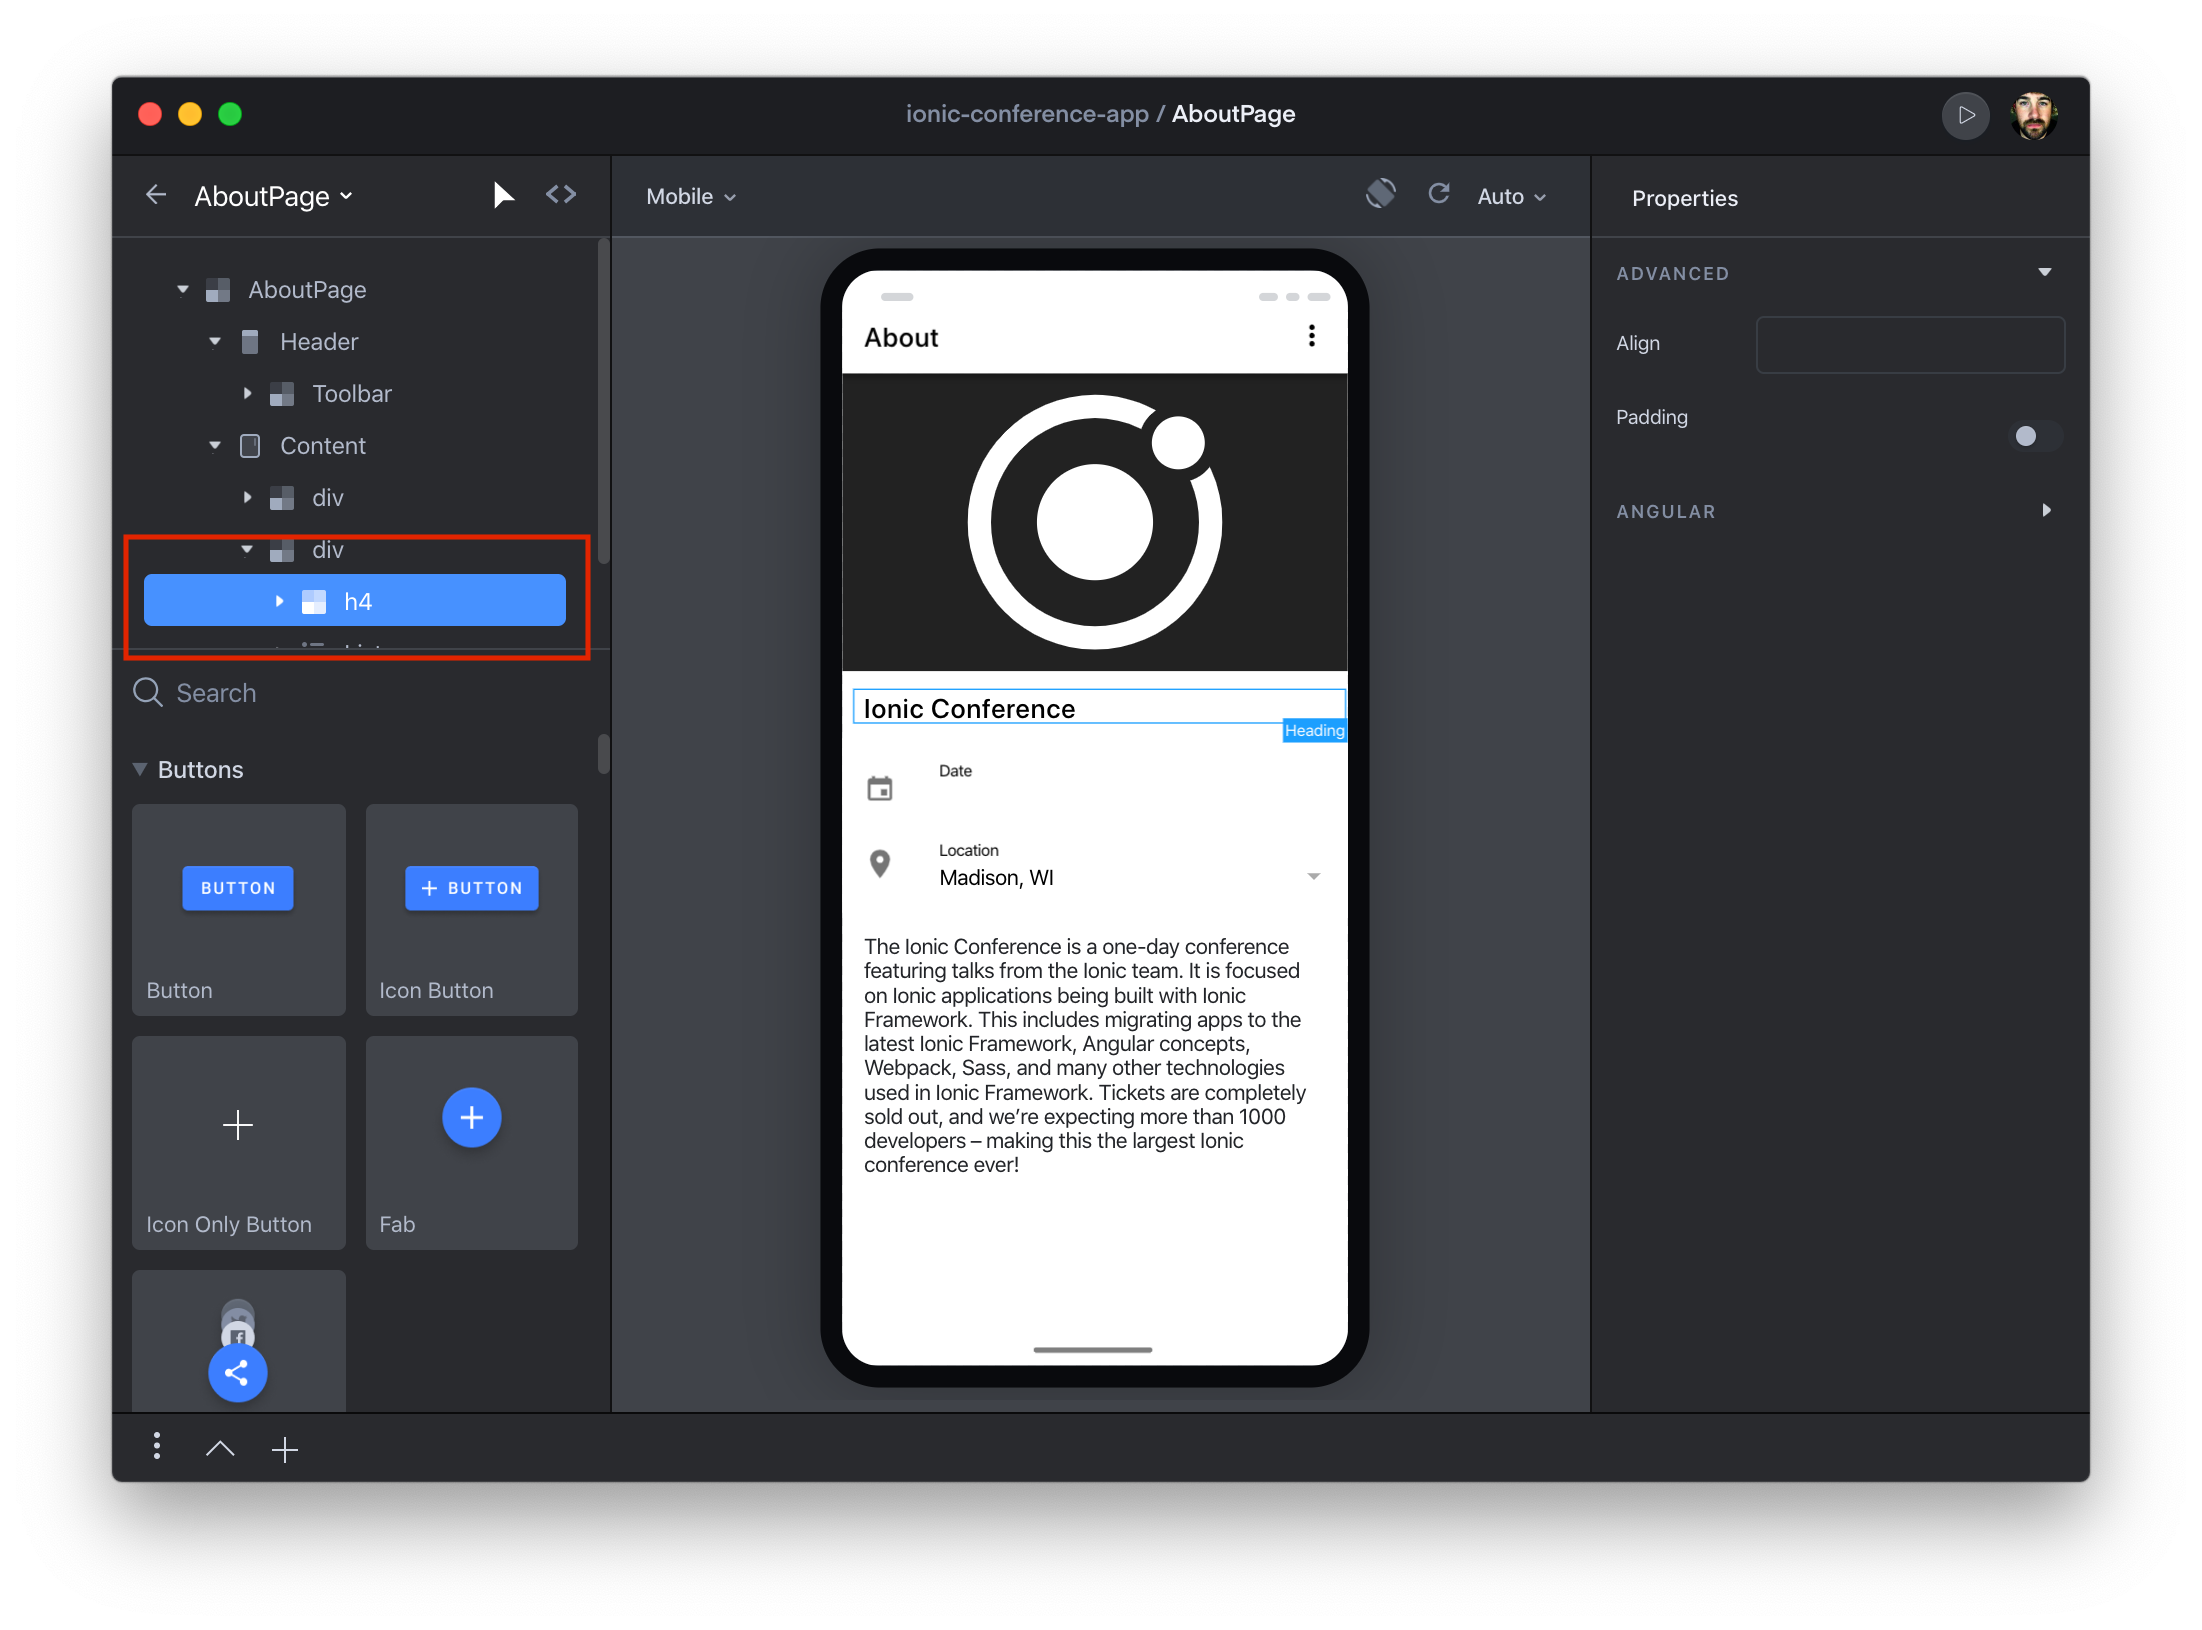 ionic-conference-app / AboutPage
AboutPage
Mobile
Auto
Properties
AboutPage
Header
Toolbar
Content
div
div
h4
Search
Buttons
BUTTON
Button
BUTTON
Icon Button
Icon Only Button
Fab
About
Ionic Conference
Heading
Date
Location
Madison, WI
The Ionic Conference is a one-day conference
featuring talks from the Ionic team. It is focused
on Ionic applications being built with Ionic
Framework. This includes migrating apps to the
latest Ionic Framework, Angular concepts,
Webpack, Sass, and many other technologies
used in Ionic Framework. Tickets are completely
sold out, and we’re expecting more than 1000
developers – making this the largest Ionic
conference ever!
ADVANCED
Align
Padding
ANGULAR